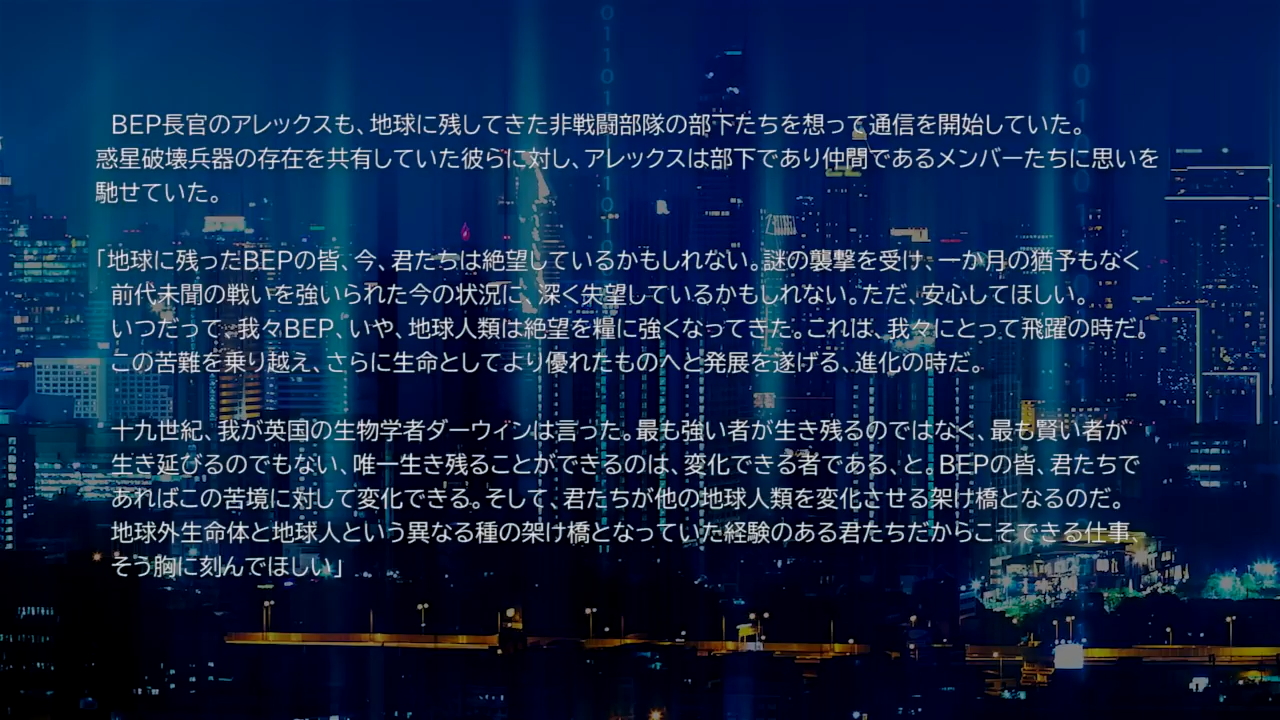 BEP長官のアレックスも、地球に残してきた非戦闘部隊の部下たちを想って通信を開始していた。
惑星破壊兵器の存在を共有していた彼らに対し、アレックスは部下であり仲間であるメンバーたちに思いを
馳せていた。
「地球に残ったBEPの皆、今、君たちは絶望しているかもしれない。謎の襲撃を受け、一か月の猶予もなく
前代未聞の戦いを強いられた今の状況に、深く失望しているかもしれない。ただ、安心してほしい。
いつだって、我々BEP、いや、地球人類は絶望を糧に強くなってきた。これは、我々にとって飛躍の時だ。
この苦難を乗り越え、さらに生命としてより優れたものへと発展を遂げる、進化の時だ。
十九世紀、我が英国の生物学者ダーウィンは言った。最も強い者が生き残るのではなく、最も賢い者が
生き延びるのでもない、唯一生き残ることができるのは、変化できる者である、と。BEPの皆、君たちで
あればこの苦境に対して変化できる。そして、君たちが他の地球人類を変化させる架け橋となるのだ。
地球外生命体と地球人という異なる種の架け橋となっていた経験のある君たちだからこそできる仕事、
そう胸に刻んでほしい」